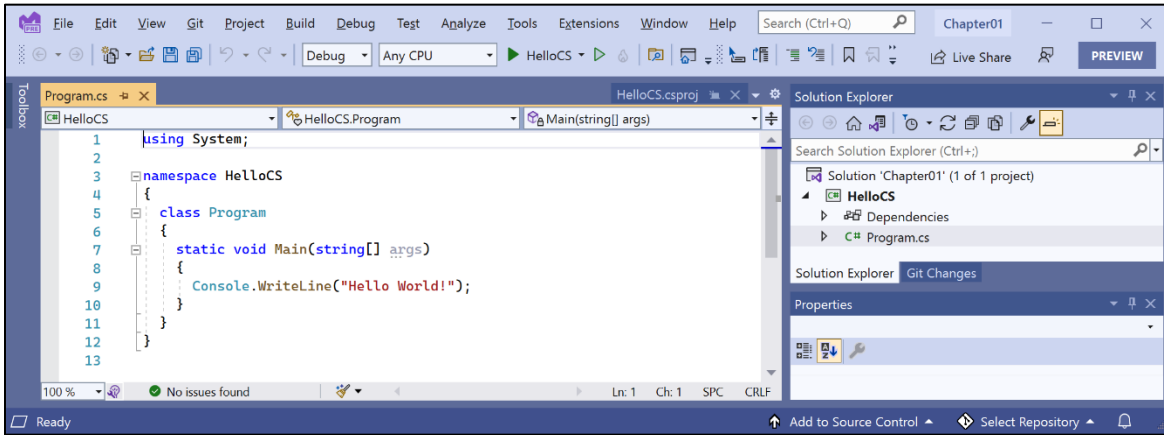 PRE File Edit View Git Project Build Debug Test Analyze Tools Extensions Window Help Search (Ctrl+Q) Chapter01
Debug Any CPU HelloCS Live Share PREVIEW
Toolbox
Program.cs HelloCS.csproj
C# HelloCS HelloCS.Program Main(string[] args)
1 using System;
2
3 namespace HelloCS
4 {
5 class Program
6 {
7 static void Main(string[] args)
8 {
9 Console.WriteLine("Hello World!");
10 }
11 }
12 }
13
100 % No issues found Ln: 1 Ch: 1 SPC CRLF
Solution Explorer
Search Solution Explorer (Ctrl+;)
Solution 'Chapter01' (1 of 1 project)
C# HelloCS
Dependencies
C# Program.cs
Solution Explorer Git Changes
Properties
Ready Add to Source Control Select Repository